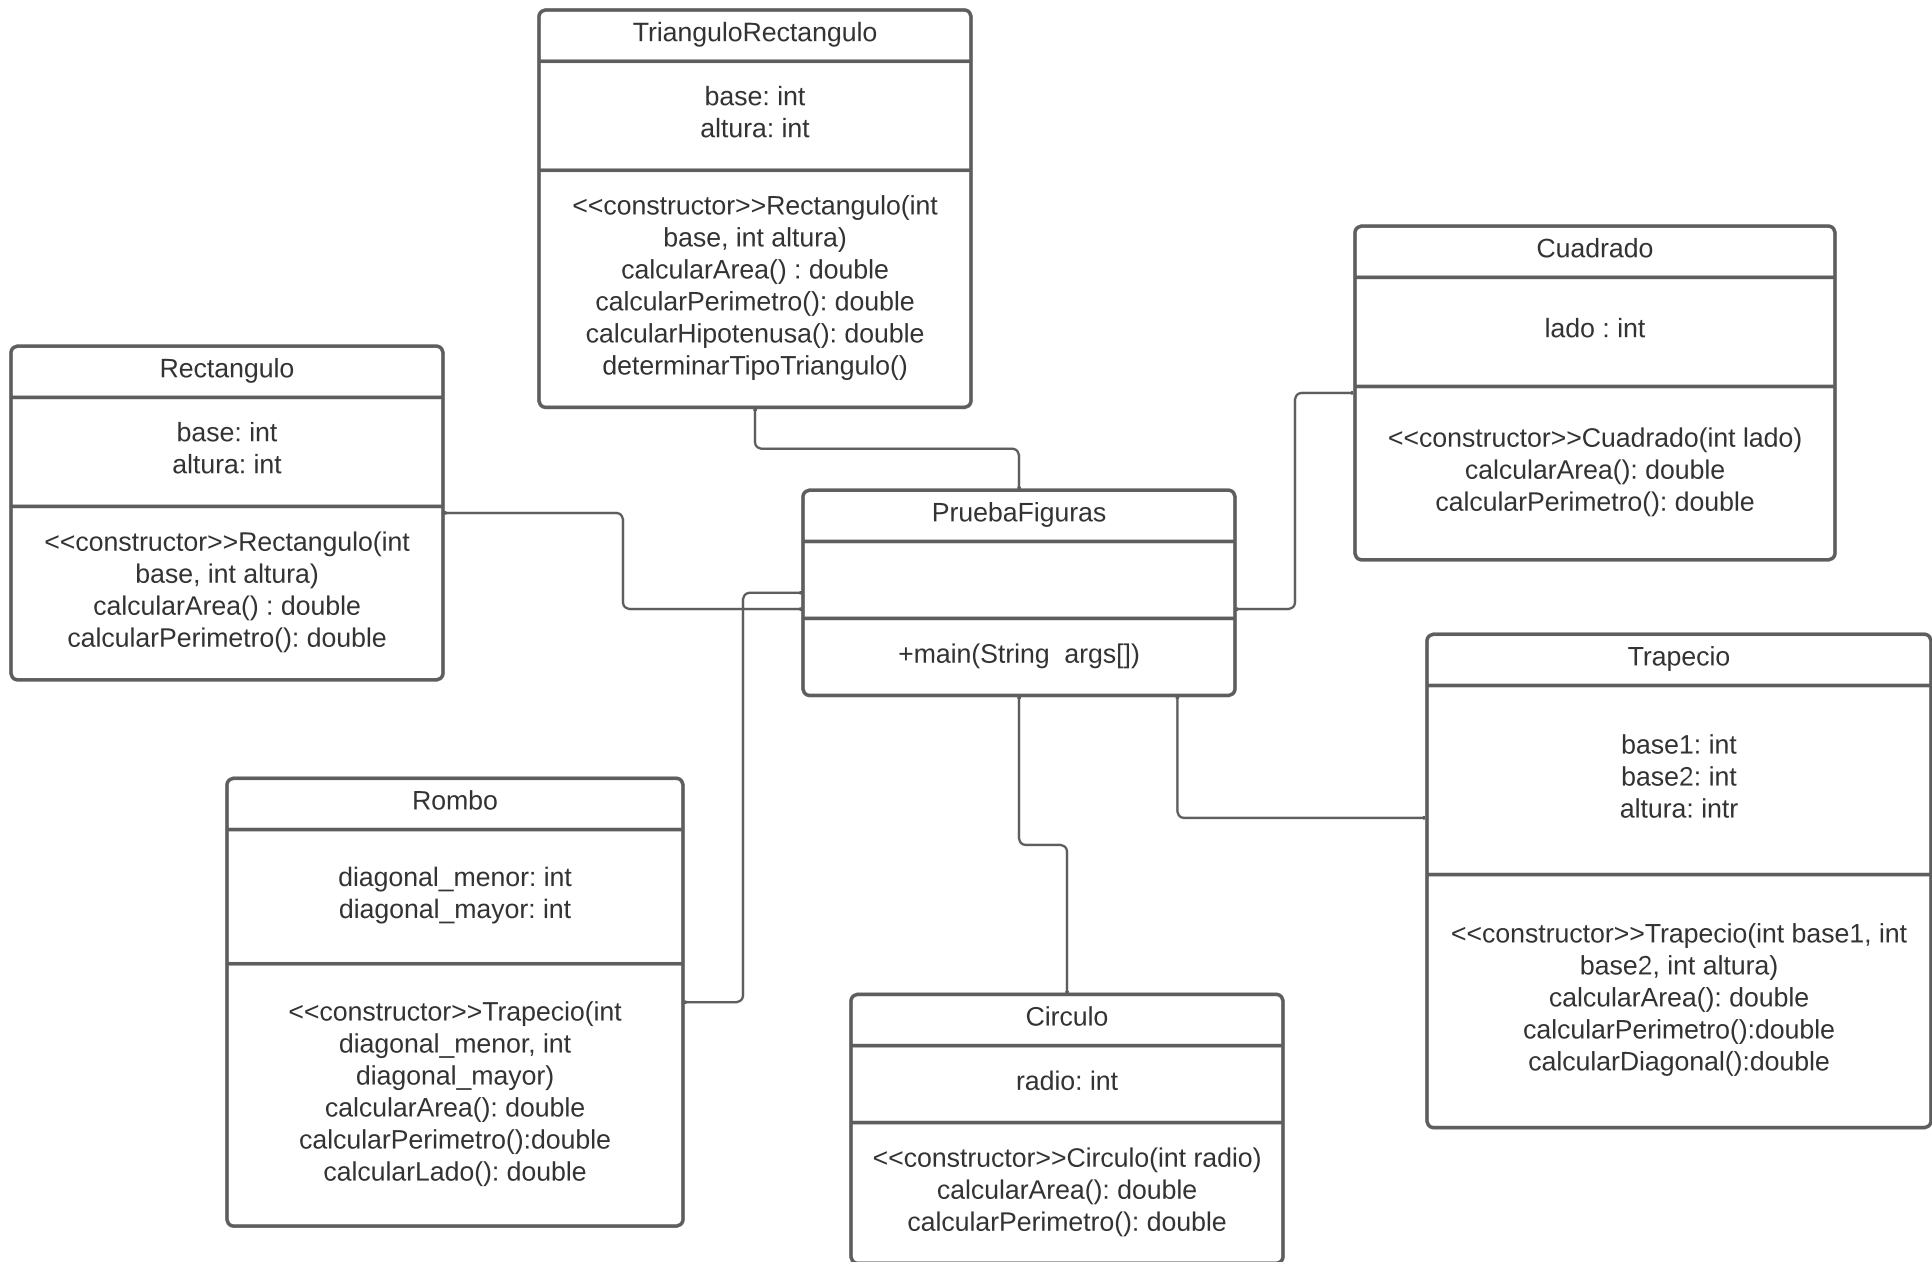 TrianguloRectangulo
base: int
altura: int
<<constructor>>Rectangulo(int
base, int altura)
calcularArea() : double
calcularPerimetro(): double
calcularHipotenusa(): double
determinarTipoTriangulo()
Cuadrado
lado : int
<<constructor>>Cuadrado(int lado)
calcularArea(): double
calcularPerimetro(): double
Rectangulo
base: int
altura: int
<<constructor>>Rectangulo(int
base, int altura)
calcularArea() : double
calcularPerimetro(): double
PruebaFiguras
+main(String  args[])
Trapecio
base1: int
base2: int
altura: intr
<<constructor>>Trapecio(int base1, int
base2, int altura)
calcularArea(): double
calcularPerimetro():double
calcularDiagonal():double
Rombo
diagonal_menor: int
diagonal_mayor: int
<<constructor>>Trapecio(int
diagonal_menor, int
diagonal_mayor)
calcularArea(): double
calcularPerimetro():double
calcularLado(): double
Circulo
radio: int
<<constructor>>Circulo(int radio)
calcularArea(): double
calcularPerimetro(): double